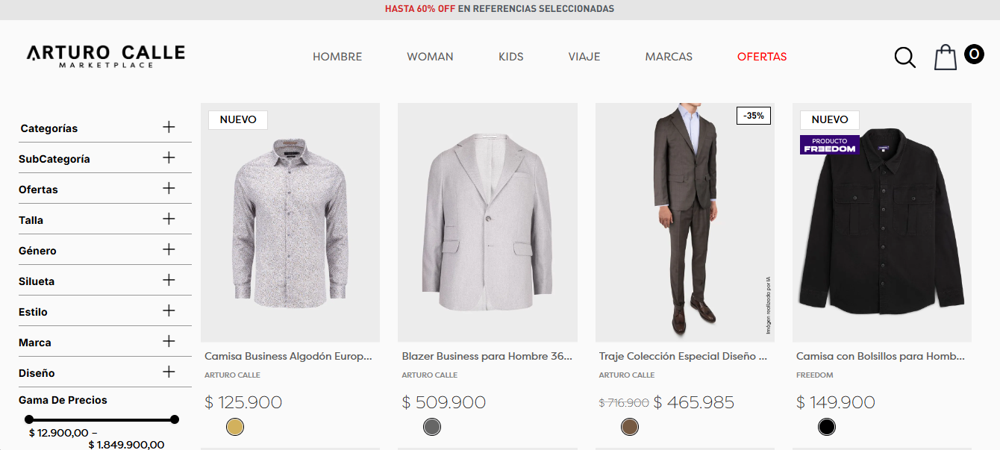 HASTA 60% OFF EN REFERENCIAS SELECCIONADAS
ARTURO CALLE
MARKETPLACE
HOMBRE
WOMAN
KIDS
VIAJE
MARCAS
OFERTAS
0
Categorías
SubCategoría
Ofertas
Talla
Género
Silueta
Estilo
Marca
Diseño
Gama De Precios
$ 12.900,00 –
$ 1.849.900,00
NUEVO
Camisa Business Algodón Europ...
ARTURO CALLE
$ 125.900
Blazer Business para Hombre 36...
ARTURO CALLE
$ 509.900
-35%
Imágen realizada por IA
Traje Colección Especial Diseño ...
ARTURO CALLE
$ 716.900 $ 465.985
NUEVO
PRODUCTO
FREEDOM
Camisa con Bolsillos para Homb...
FREEDOM
$ 149.900